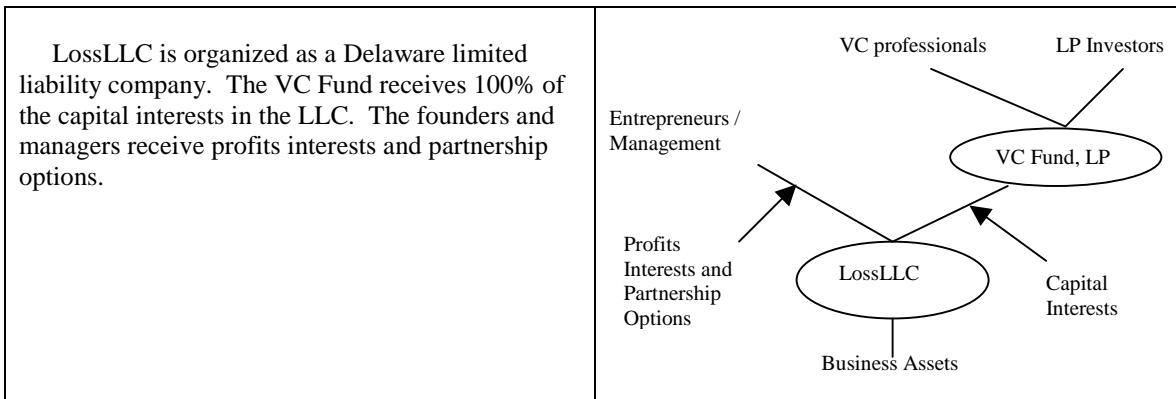 LossLLC is organized as a Delaware limited
liability company.  The VC Fund receives 100% of
the capital interests in the LLC.  The founders and
managers receive profits interests and partnership
options.
VC professionals
LP Investors
Entrepreneurs /
Management
VC Fund, LP
Profits
Interests and
Partnership
Options
LossLLC
Capital
Interests
Business Assets